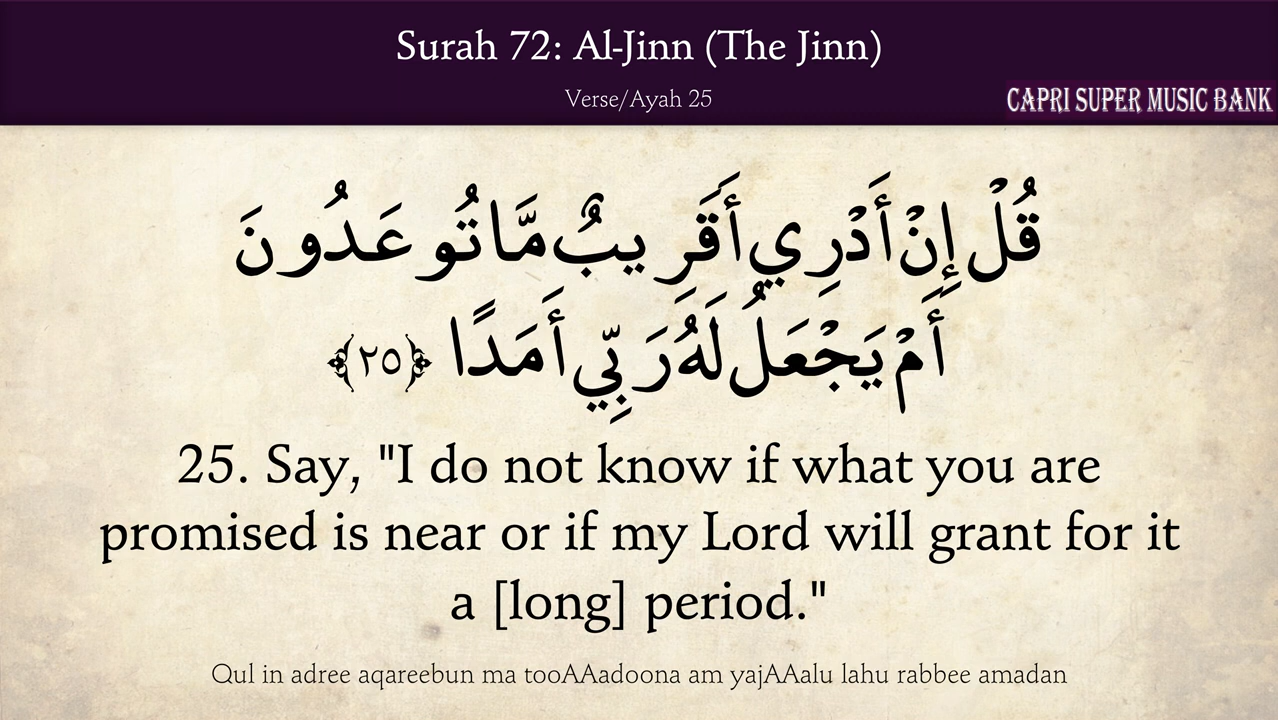 Surah 72: Al-Jinn (The Jinn)
Verse/Ayah 25
CAPRI SUPER MUSIC BANK
قُلْ إِنْ أَدْرِي أَقَرِيبٌ مَّا تُوعَدُونَ
أَمْ يَجْعَلُ لَهُ رَبِّي أَمَدًا ﴿٢٥﴾
25. Say, "I do not know if what you are
promised is near or if my Lord will grant for it
a [long] period."
Qul in adree aqareebun ma tooAAadoona am yajAAalu lahu rabbee amadan